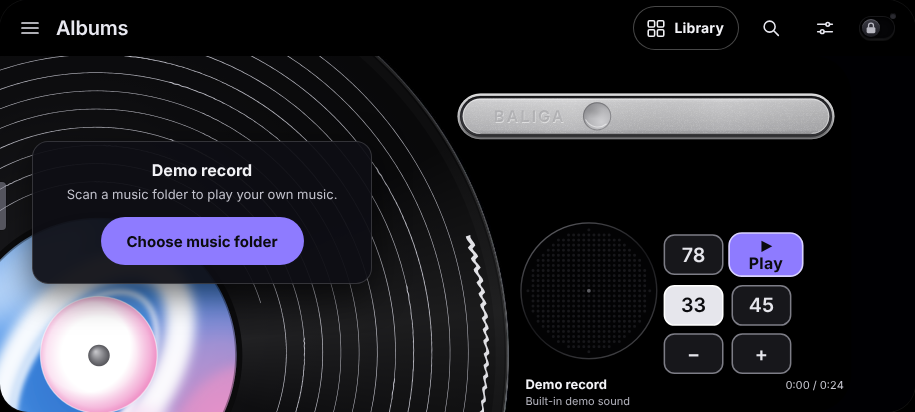 Albums
Library
BALIGA
Demo record
Scan a music folder to play your own music.
Choose music folder
78
Play
33
45
−
+
Demo record
0:00 / 0:24
Built-in demo sound